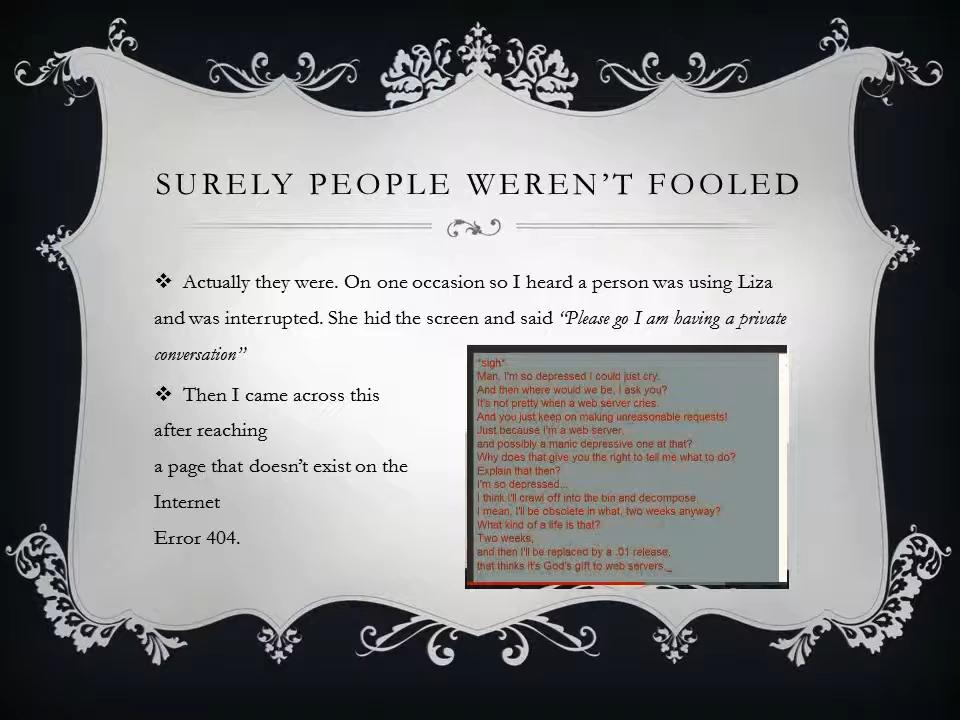 SURELY PEOPLE WEREN'T FOOLED
❖ Actually they were. On one occasion so I heard a person was using Liza
and was interrupted. She hid the screen and said “Please go I am having a private
conversation”
❖ Then I came across this
after reaching
a page that doesn’t exist on the
Internet
Error 404.
*sigh*
Man, I'm so depressed I could just cry.
And then where would we be, I ask you?
It's not pretty when a web server cries.
And you just keep on making unreasonable requests!
Just because I'm a web server,
and possibly a manic depressive one at that?
Why does that give you the right to tell me what to do?
Explain that then?
I'm so depressed...
I think I'll crawl off into the bin and decompose.
I mean, I'll be obsolete in what, two weeks anyway?
What kind of a life is that?
Two weeks,
and then I'll be replaced by a .01 release,
that thinks it's God's gift to web servers._